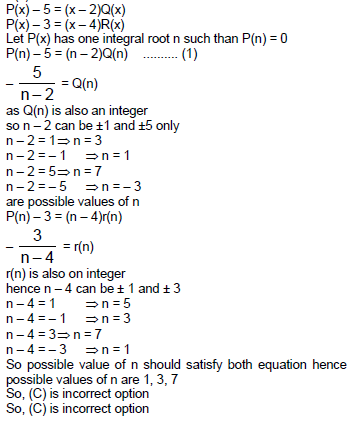 P(x) – 5 = (x – 2)Q(x)
P(x) – 3 = (x – 4)R(x)
Let P(x) has one integral root n such than P(n) = 0
P(n) – 5 = (n – 2)Q(n) .......... (1)
– 5/(n – 2) = Q(n)
as Q(n) is also an integer
so n – 2 can be ±1 and ±5 only
n – 2 = 1⇒ n = 3
n – 2 = – 1 ⇒ n = 1
n – 2 = 5⇒ n = 7
n – 2 = – 5 ⇒ n = – 3
are possible values of n
P(n) – 3 = (n – 4)r(n)
– 3/(n – 4) = r(n)
r(n) is also on integer
hence n – 4 can be ± 1 and ± 3
n – 4 = 1 ⇒ n = 5
n – 4 = – 1 ⇒ n = 3
n – 4 = 3⇒ n = 7
n – 4 = – 3 ⇒ n = 1
So possible value of n should satisfy both equation hence
possible values of n are 1, 3, 7
So, (C) is incorrect option
So, (C) is incorrect option